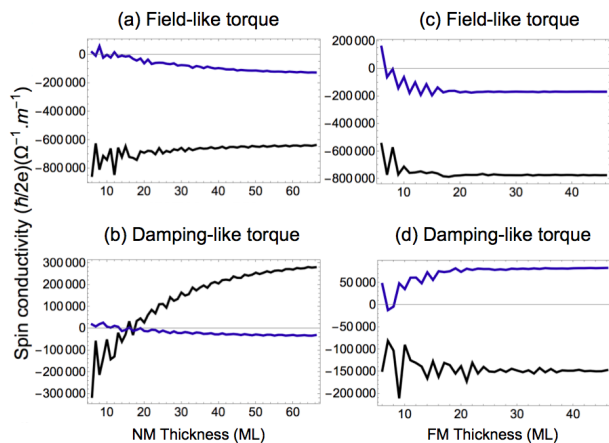 (a) Field-like torque
(c) Field-like torque
0
−200 000
−400 000
−600 000
−800 000
10 20 30 40 50 60
200 000
0
−200 000
−400 000
−600 000
−800 000
10 20 30 40
Spin conductivity (ℏ/2e)(Ω⁻¹.m⁻¹)
(b) Damping-like torque
(d) Damping-like torque
300 000
200 000
100 000
0
−100 000
−200 000
−300 000
10 20 30 40 50 60
NM Thickness (ML)
100 000
50 000
0
−50 000
−100 000
−150 000
−200 000
10 20 30 40
FM Thickness (ML)